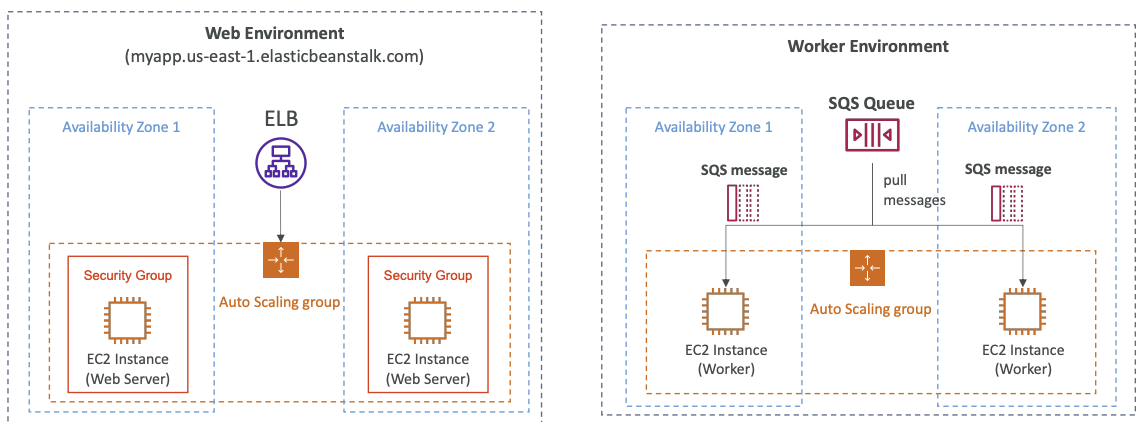 Web Environment
(myapp.us-east-1.elasticbeanstalk.com)
Availability Zone 1
ELB
Availability Zone 2
Security Group
EC2 Instance
(Web Server)
Auto Scaling group
Security Group
EC2 Instance
(Web Server)
Worker Environment
SQS Queue
Availability Zone 1
Availability Zone 2
SQS message
pull
messages
SQS message
Auto Scaling group
EC2 Instance
(Worker)
EC2 Instance
(Worker)